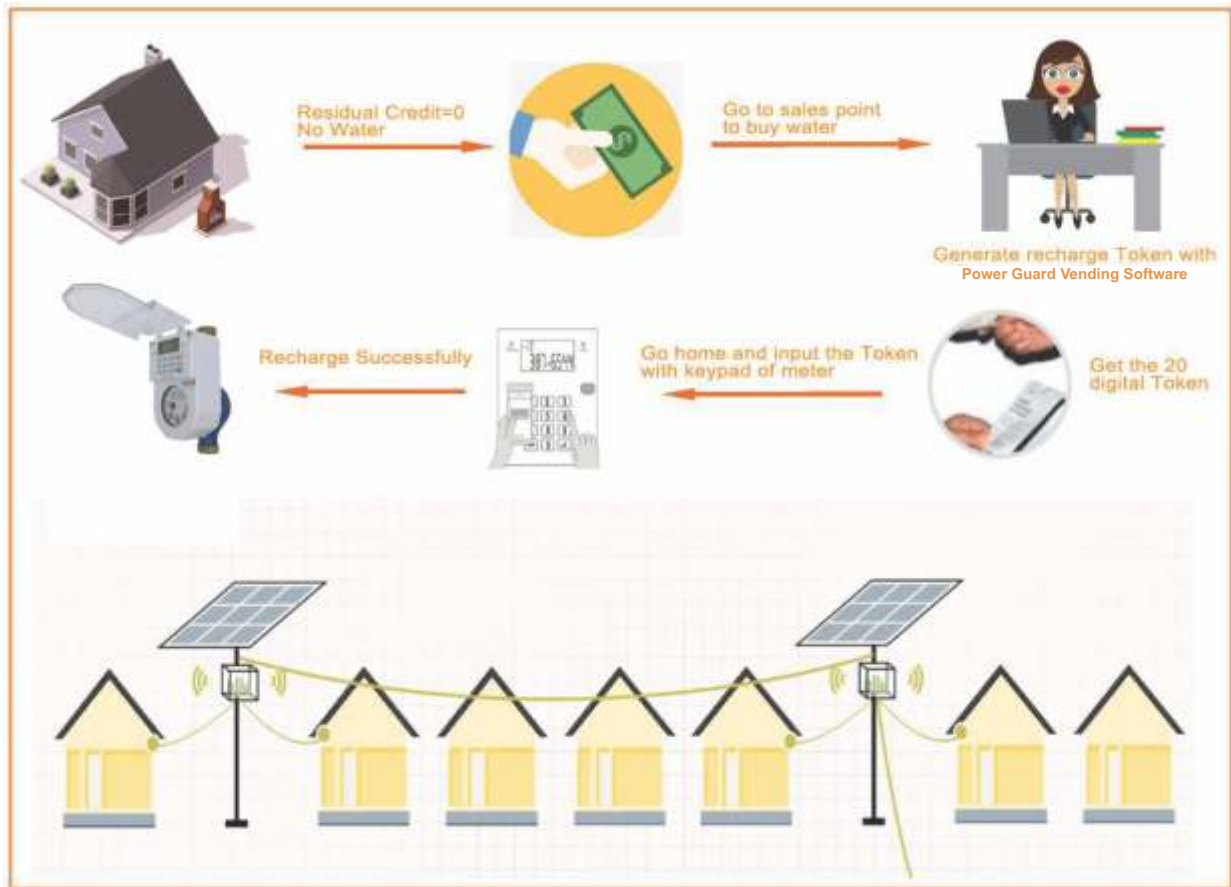 Residual Credit=0
No Water
Go to sales point
to buy water
Generate recharge Token with
Power Guard Vending Software
Recharge Successfully
Go home and input the Token
with keypad of meter
Get the 20
digital Token